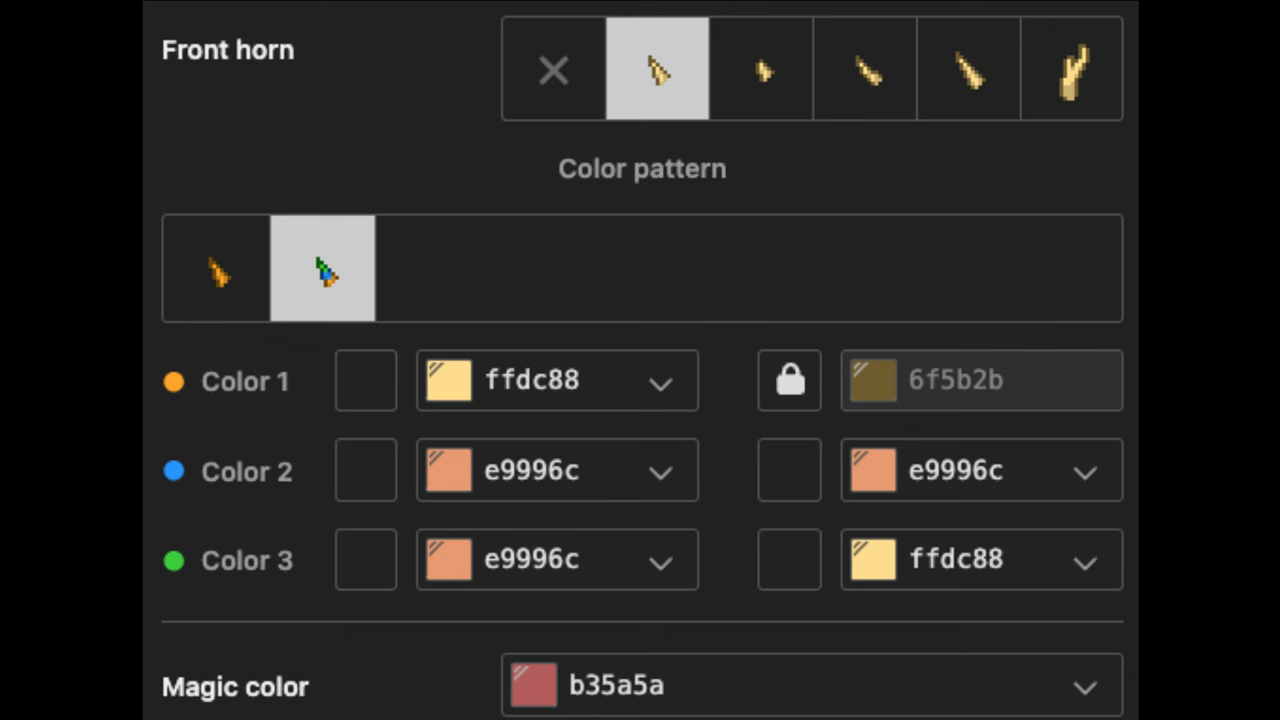 Front horn
Color pattern
Color 1 ffdc88 6f5b2b
Color 2 e9996c e9996c
Color 3 e9996c ffdc88
Magic color b35a5a